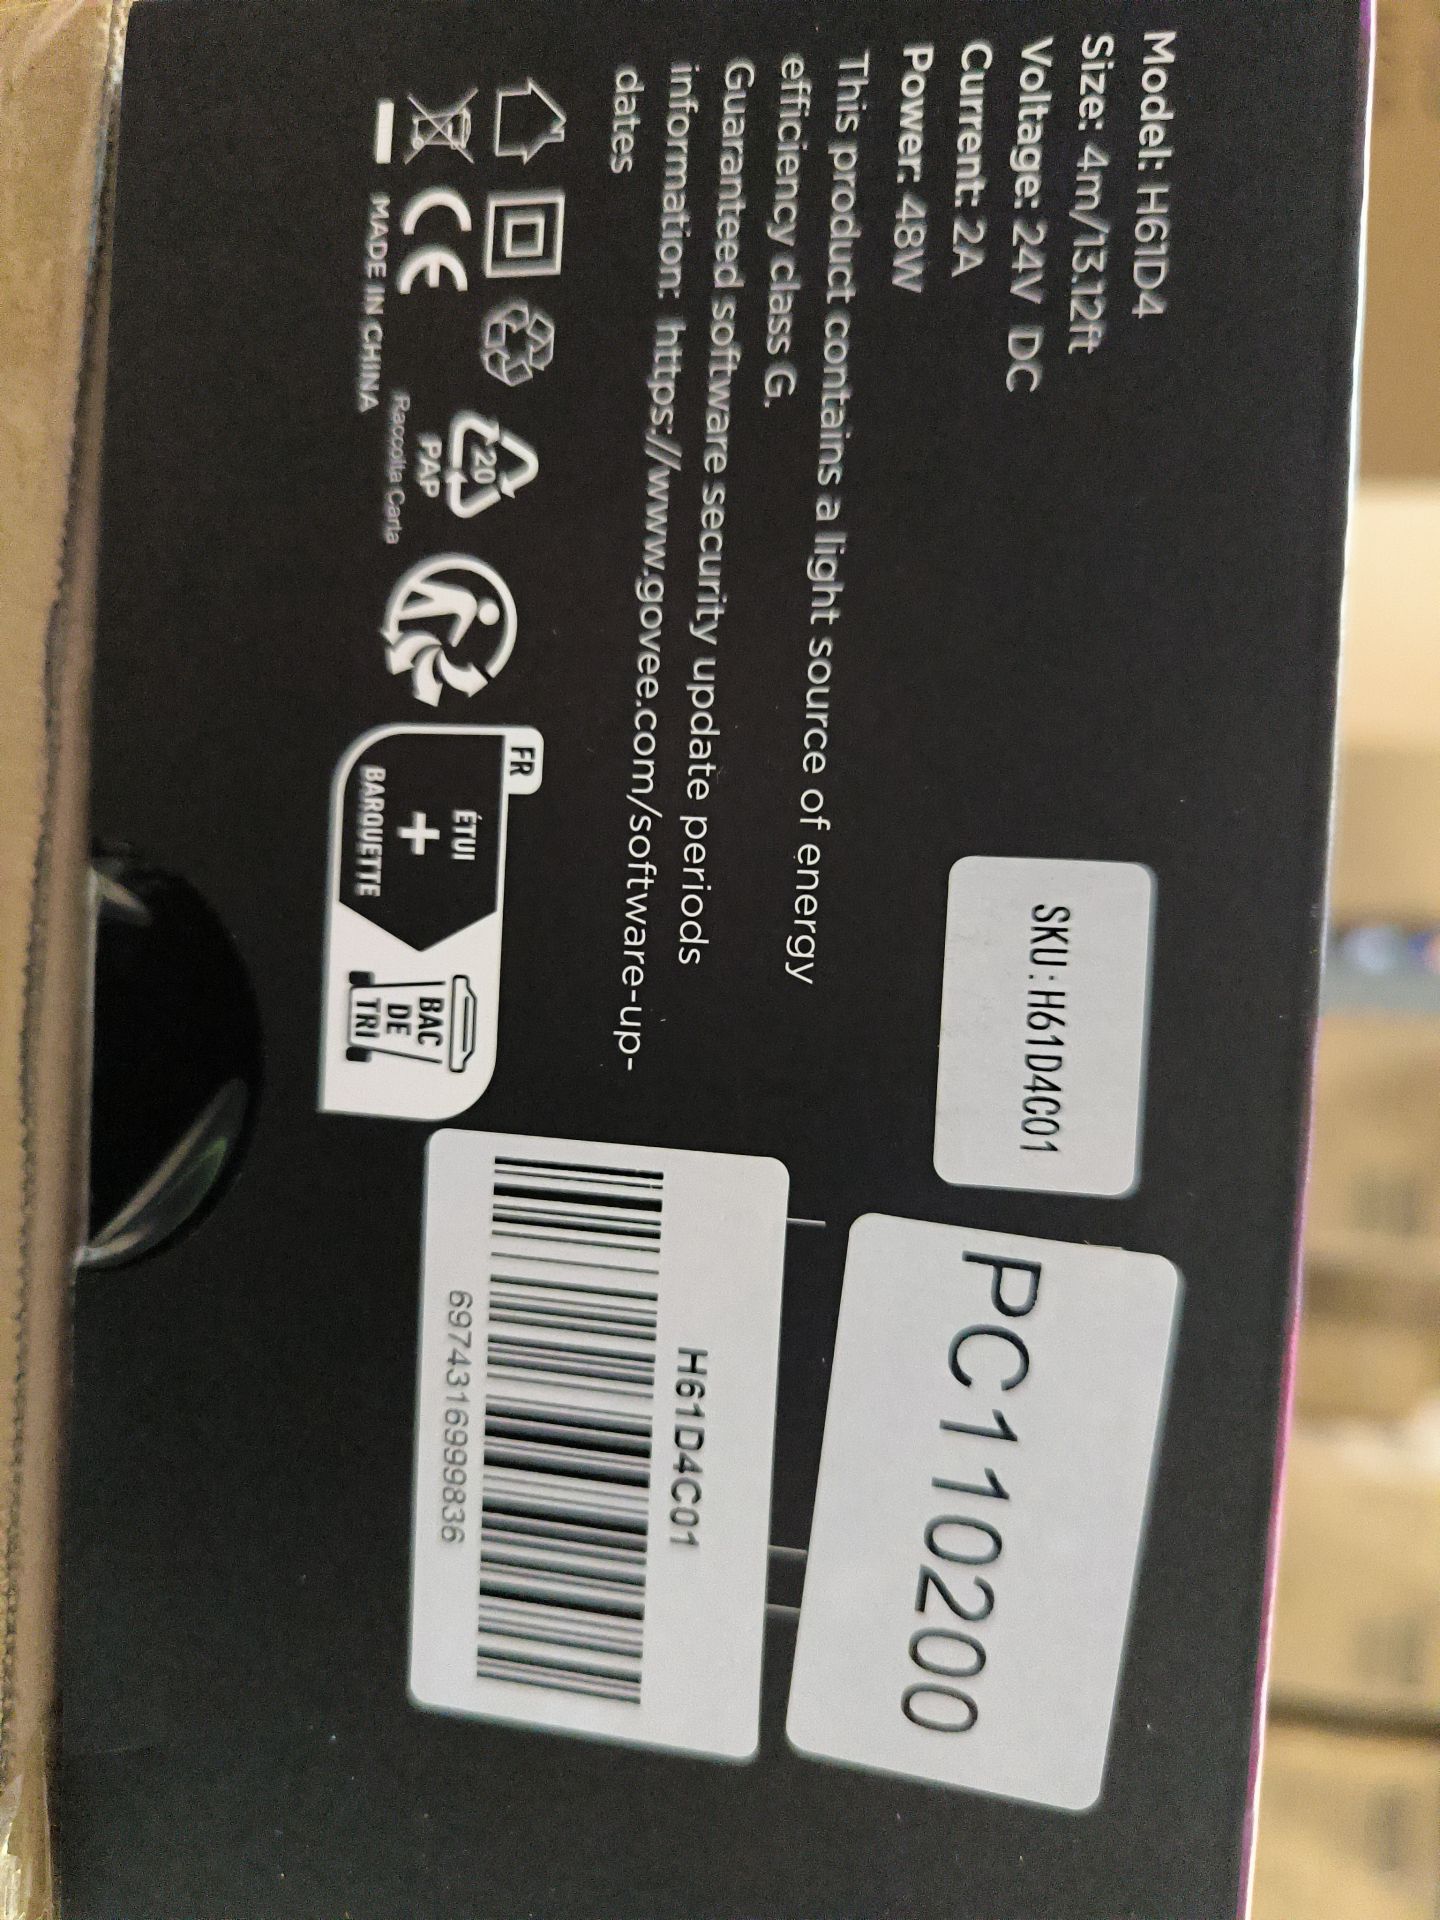 Model: H61D4
Size: 4m/13.12ft
Voltage: 24V DC
Current: 2A
Power: 48W
This product contains a light source of energy
efficiency class G.
Guaranteed software security update periods
information: https://www.govee.com/software-up-
dates
20
PAP
Raccolta Carta
CE
MADE IN CHINA
FR
ÉTUI
+
BARQUETTE
BAC
DE
TRI
SKU:H61D4C01
PC110200
H61D4C01
6974316999836